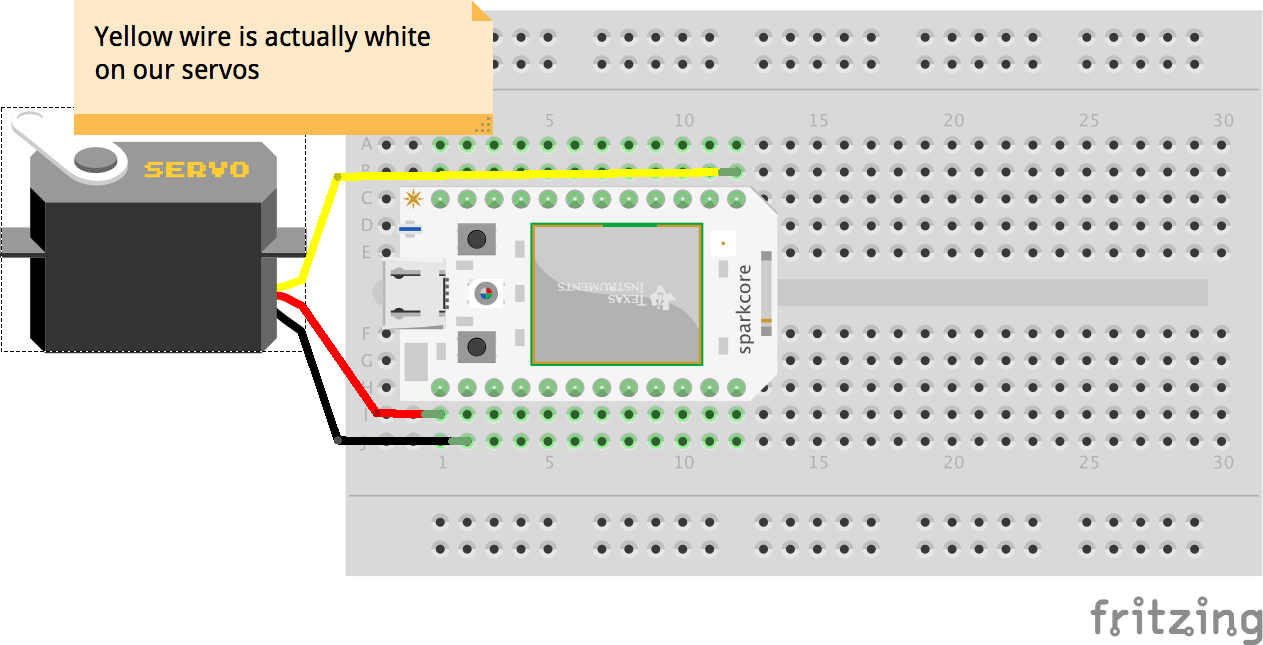 Yellow wire is actually white
on our servos
5 10 15 20 25 30
A
B
C
D
E
SERVO
TEXAS
INSTRUMENTS
sparkcore
F
G
H
I
J
1 5 10 15 20 25 30
fritzing